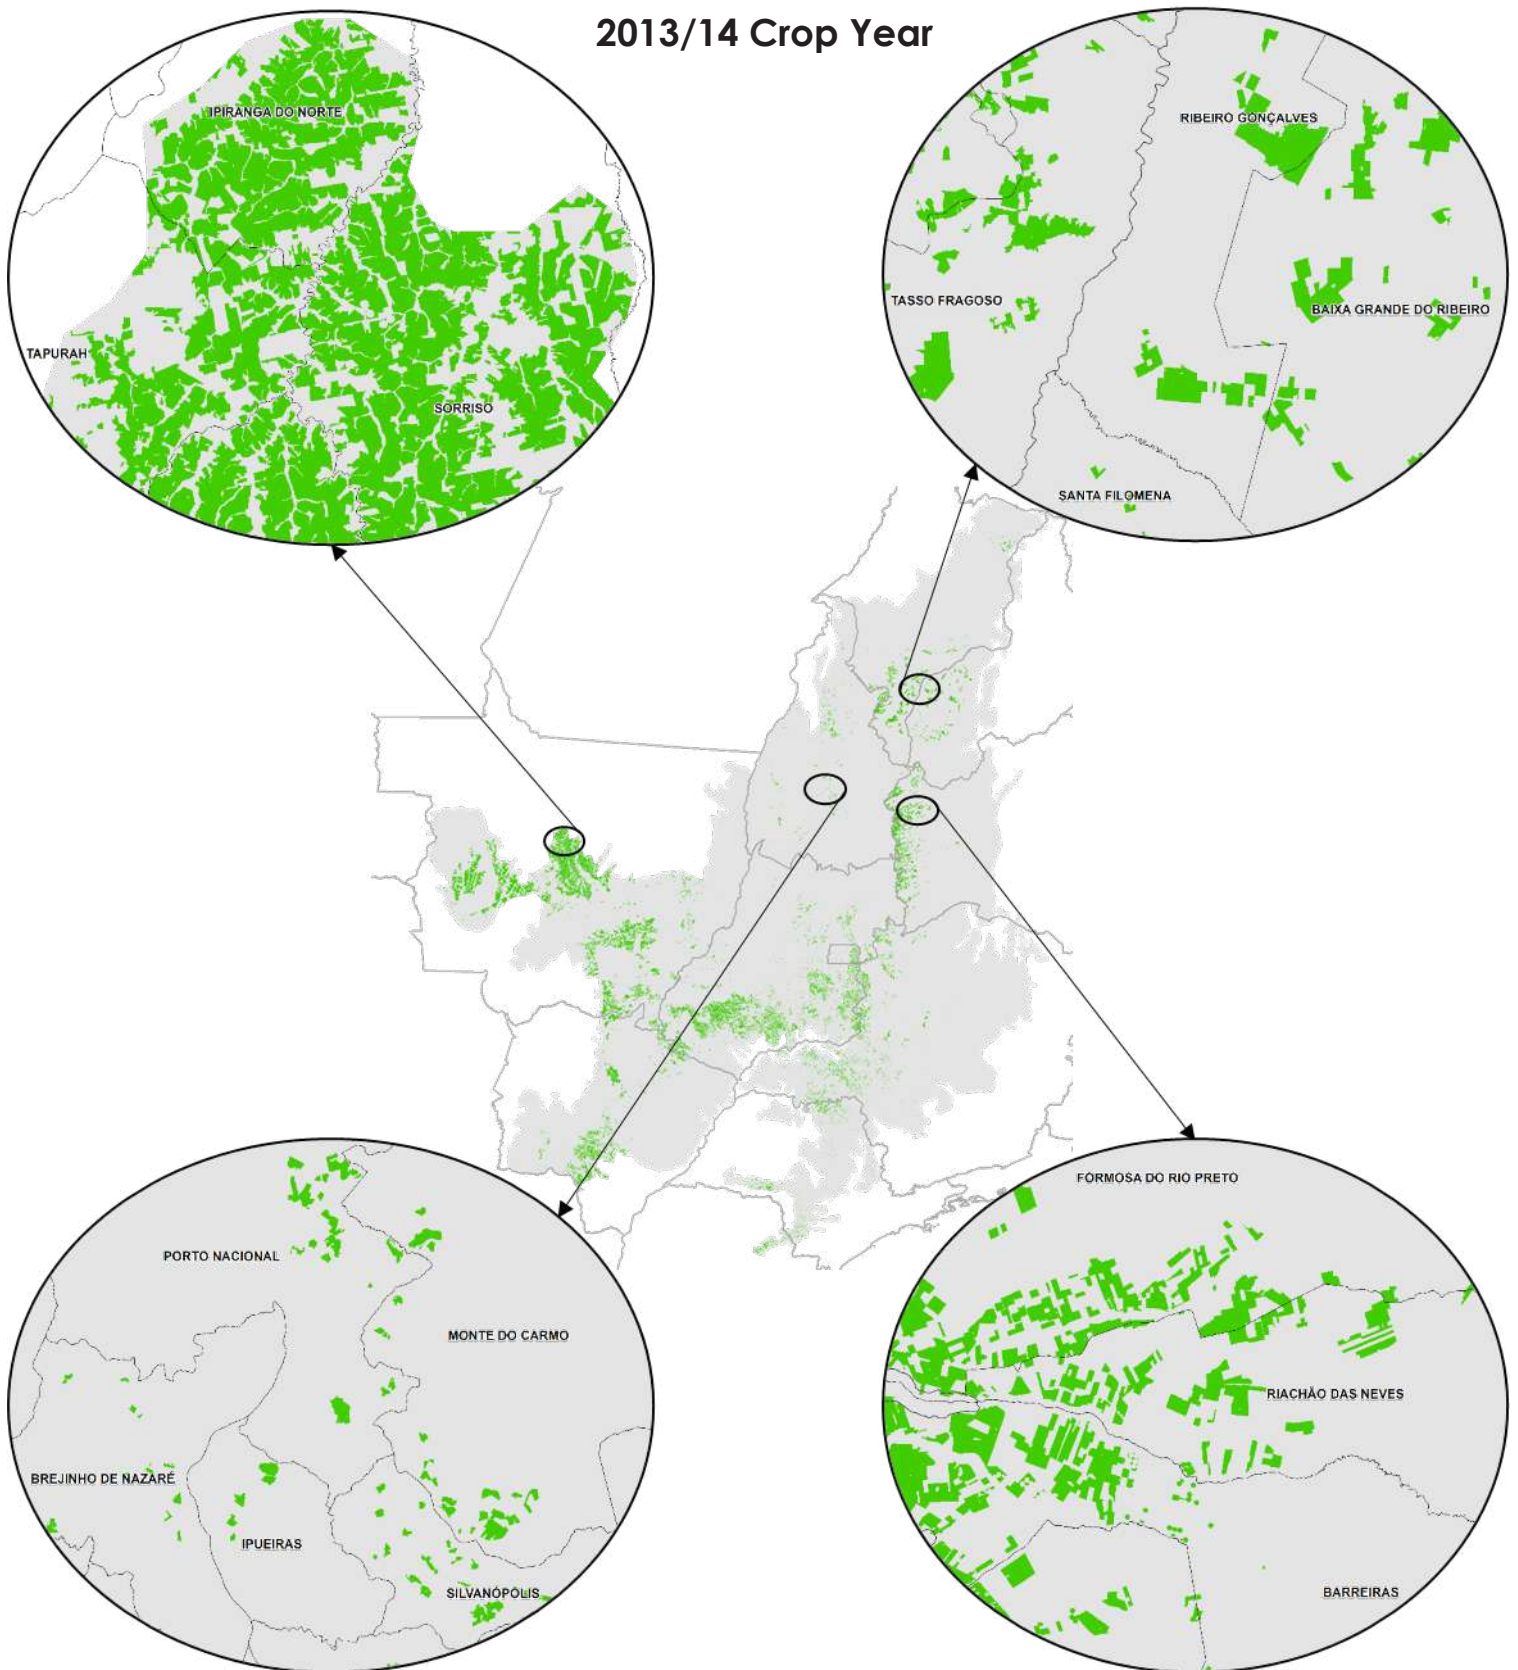 2013/14 Crop Year
IPIRANGA DO NORTE
TAPURAH
SORRISO
RIBEIRO GONÇALVES
TASSO FRAGOSO
BAIXA GRANDE DO RIBEIRO
SANTA FILOMENA
PORTO NACIONAL
MONTE DO CARMO
BREJINHO DE NAZARÉ
IPUEIRAS
SILVANÓPOLIS
FORMOSA DO RIO PRETO
RIACHÃO DAS NEVES
BARREIRAS